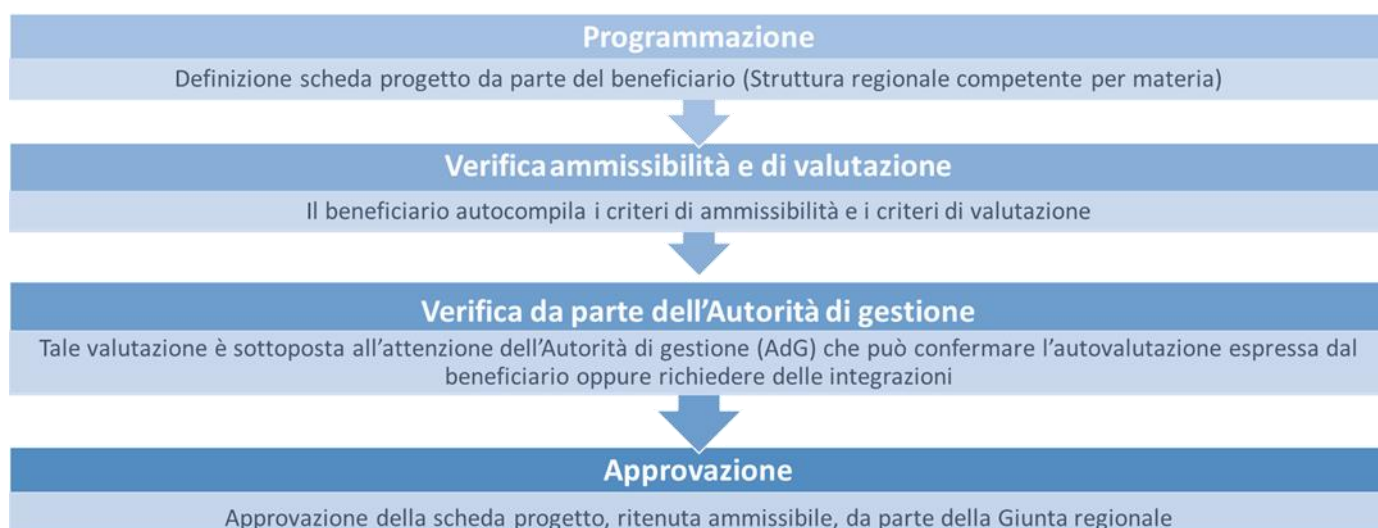 Programmazione
Definizione scheda progetto da parte del beneficiario (Struttura regionale competente per materia)
Verifica ammissibilità e di valutazione
Il beneficiario autocompila i criteri di ammissibilità e i criteri di valutazione
Verifica da parte dell'Autorità di gestione
Tale valutazione è sottoposta all'attenzione dell'Autorità di gestione (AdG) che può confermare l'autovalutazione espressa dal
beneficiario oppure richiedere delle integrazioni
Approvazione
Approvazione della scheda progetto, ritenuta ammissibile, da parte della Giunta regionale